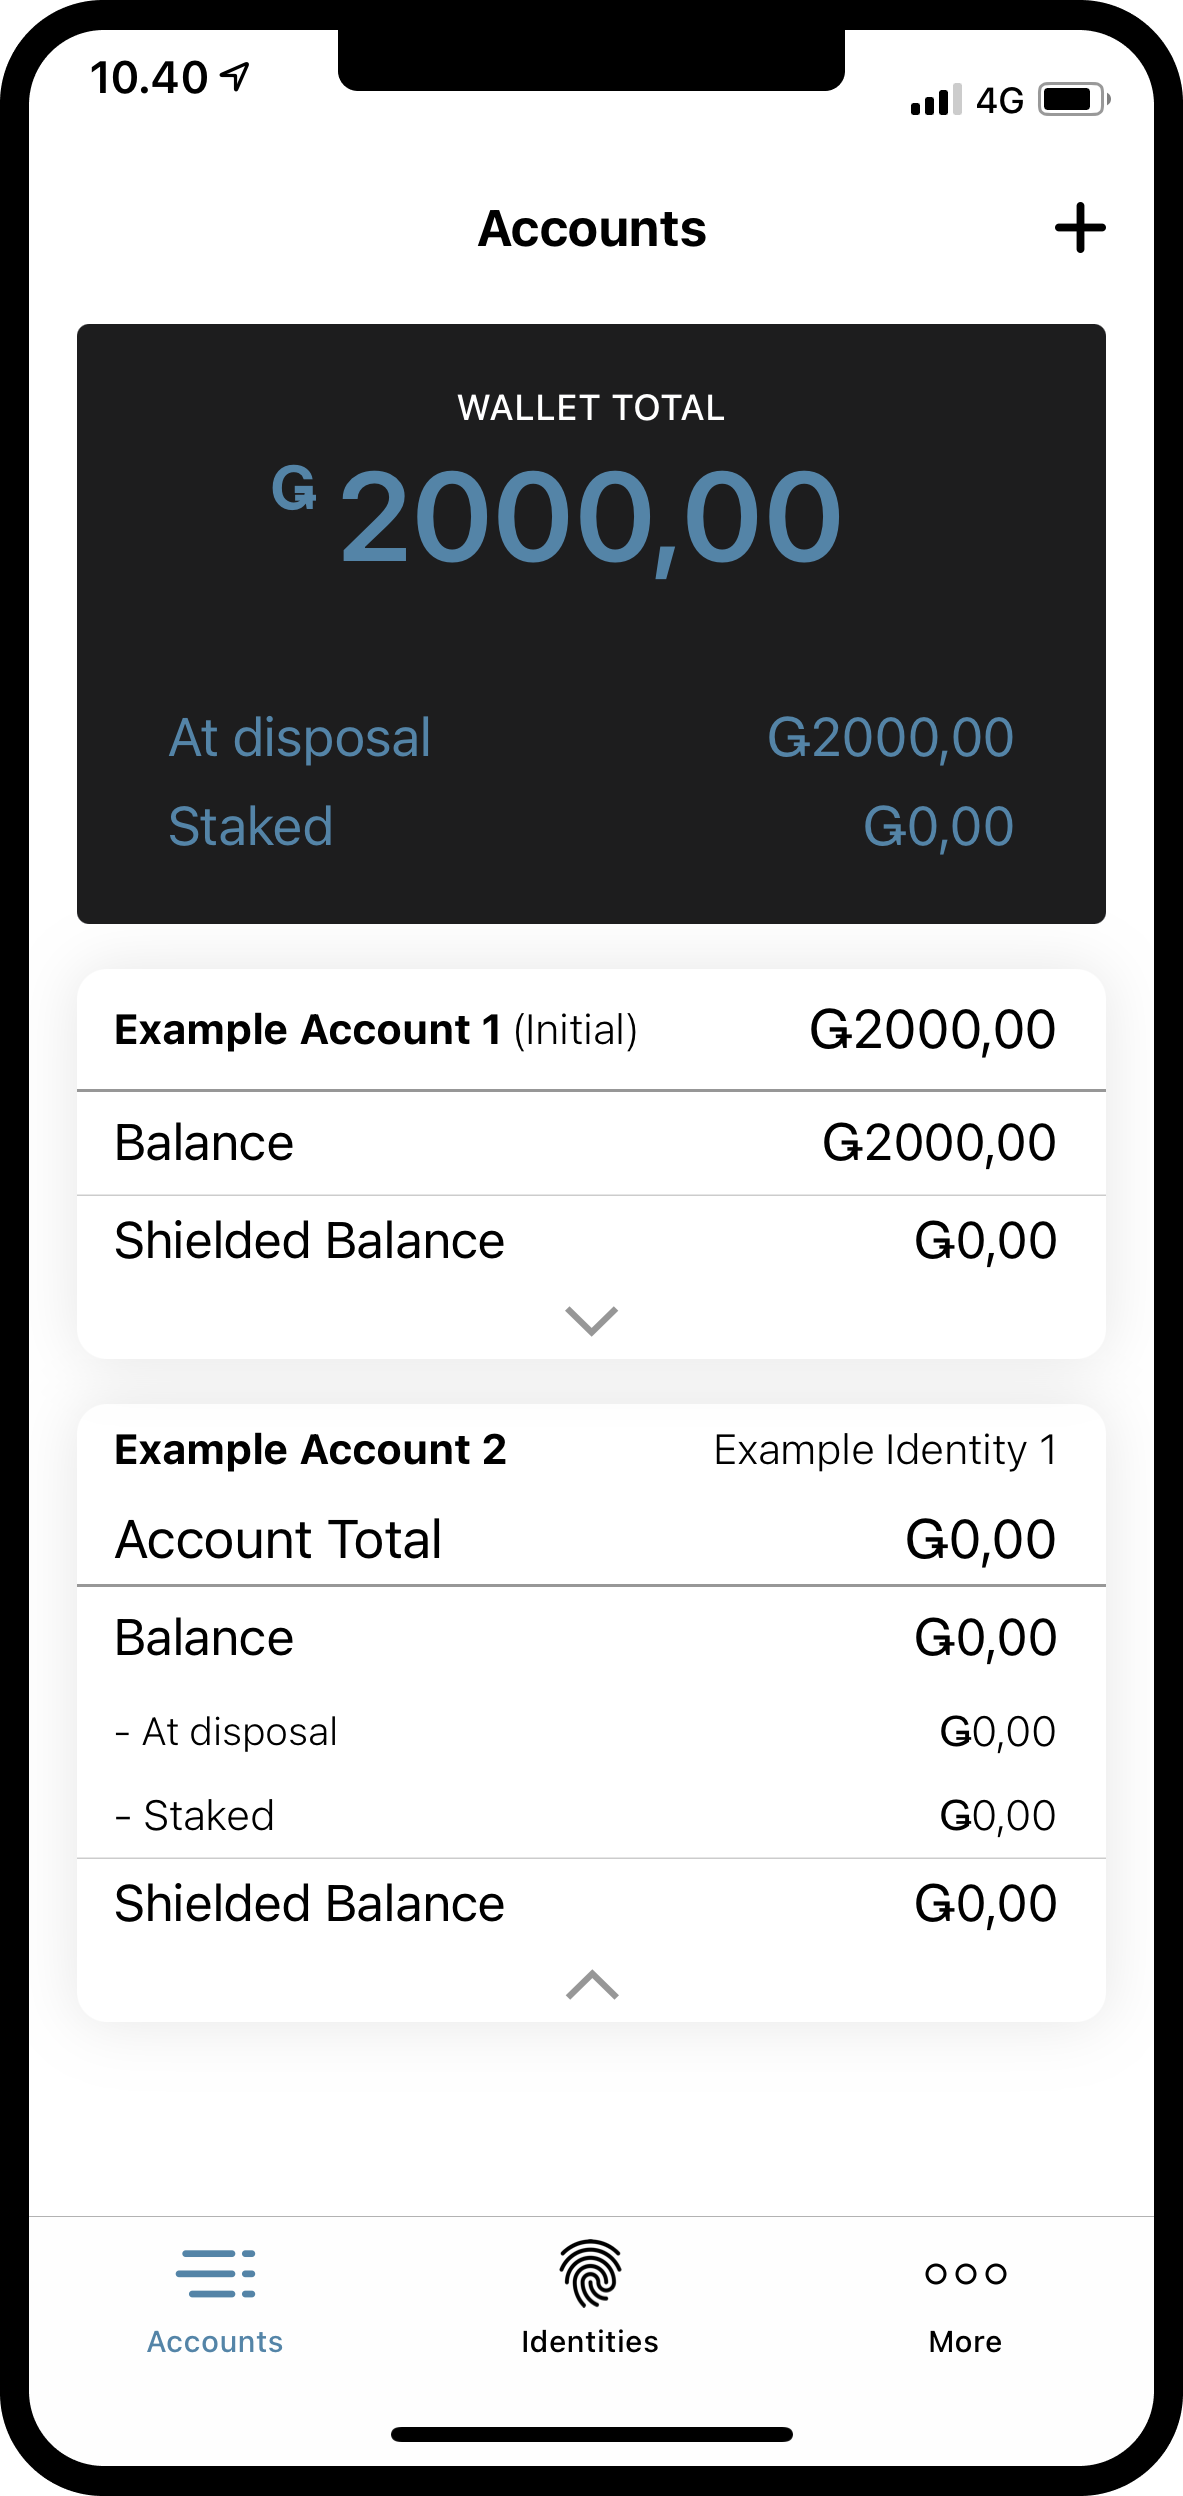 10.40
4G
Accounts
WALLET TOTAL
Ǥ 2000,00
At disposal Ǥ2000,00
Staked Ǥ0,00
Example Account 1 (Initial) Ǥ2000,00
Balance Ǥ2000,00
Shielded Balance Ǥ0,00
Example Account 2 Example Identity 1
Account Total Ǥ0,00
Balance Ǥ0,00
- At disposal Ǥ0,00
- Staked Ǥ0,00
Shielded Balance Ǥ0,00
Accounts Identities More